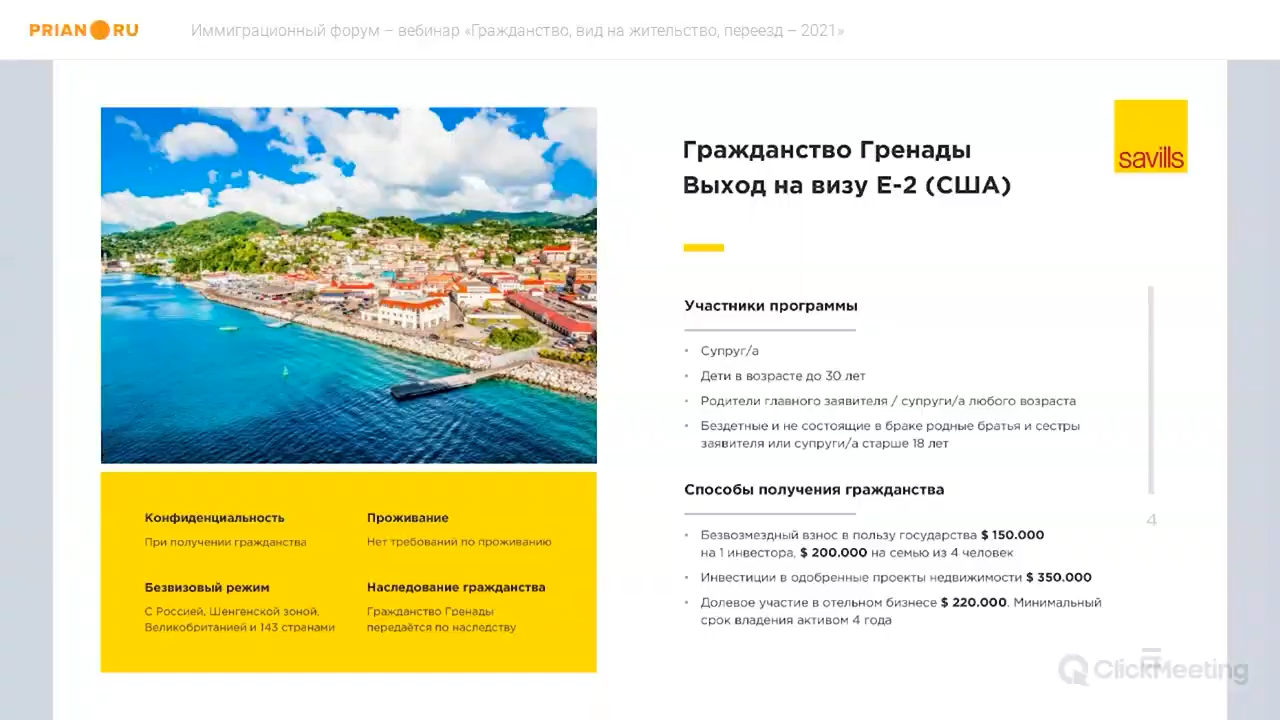 PRIAN RU
Иммиграционный форум – вебинар «Гражданство, вид на жительство, переезд – 2021»
savills
Гражданство Гренады
Выход на визу Е-2 (США)
Участники программы
• Супруг/а
• Дети в возрасте до 30 лет
• Родители главного заявителя / супруги/а любого возраста
• Бездетные и не состоящие в браке родные братья и сестры
заявителя или супруги/а старше 18 лет
Способы получения гражданства
• Безвозмездный взнос в пользу государства $ 150.000
на 1 инвестора, $ 200.000 на семью из 4 человек
• Инвестиции в одобренные проекты недвижимости $ 350.000
• Долевое участие в отельном бизнесе $ 220.000. Минимальный
срок владения активом 4 года
4
Конфиденциальность
При получении гражданства
Проживание
Нет требований по проживанию
Безвизовый режим
С Россией, Шенгенской зоной,
Великобританией и 143 странами
Наследование гражданства
Гражданство Гренады
передаётся по наследству
ClickMeeting